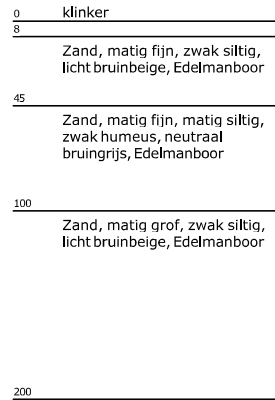 0 klinker
8
Zand, matig fijn, zwak siltig,
licht bruinbeige, Edelmanboor
45
Zand, matig fijn, matig siltig,
zwak humeus, neutraal
bruingrijs, Edelmanboor
100
Zand, matig grof, zwak siltig,
licht bruinbeige, Edelmanboor
200